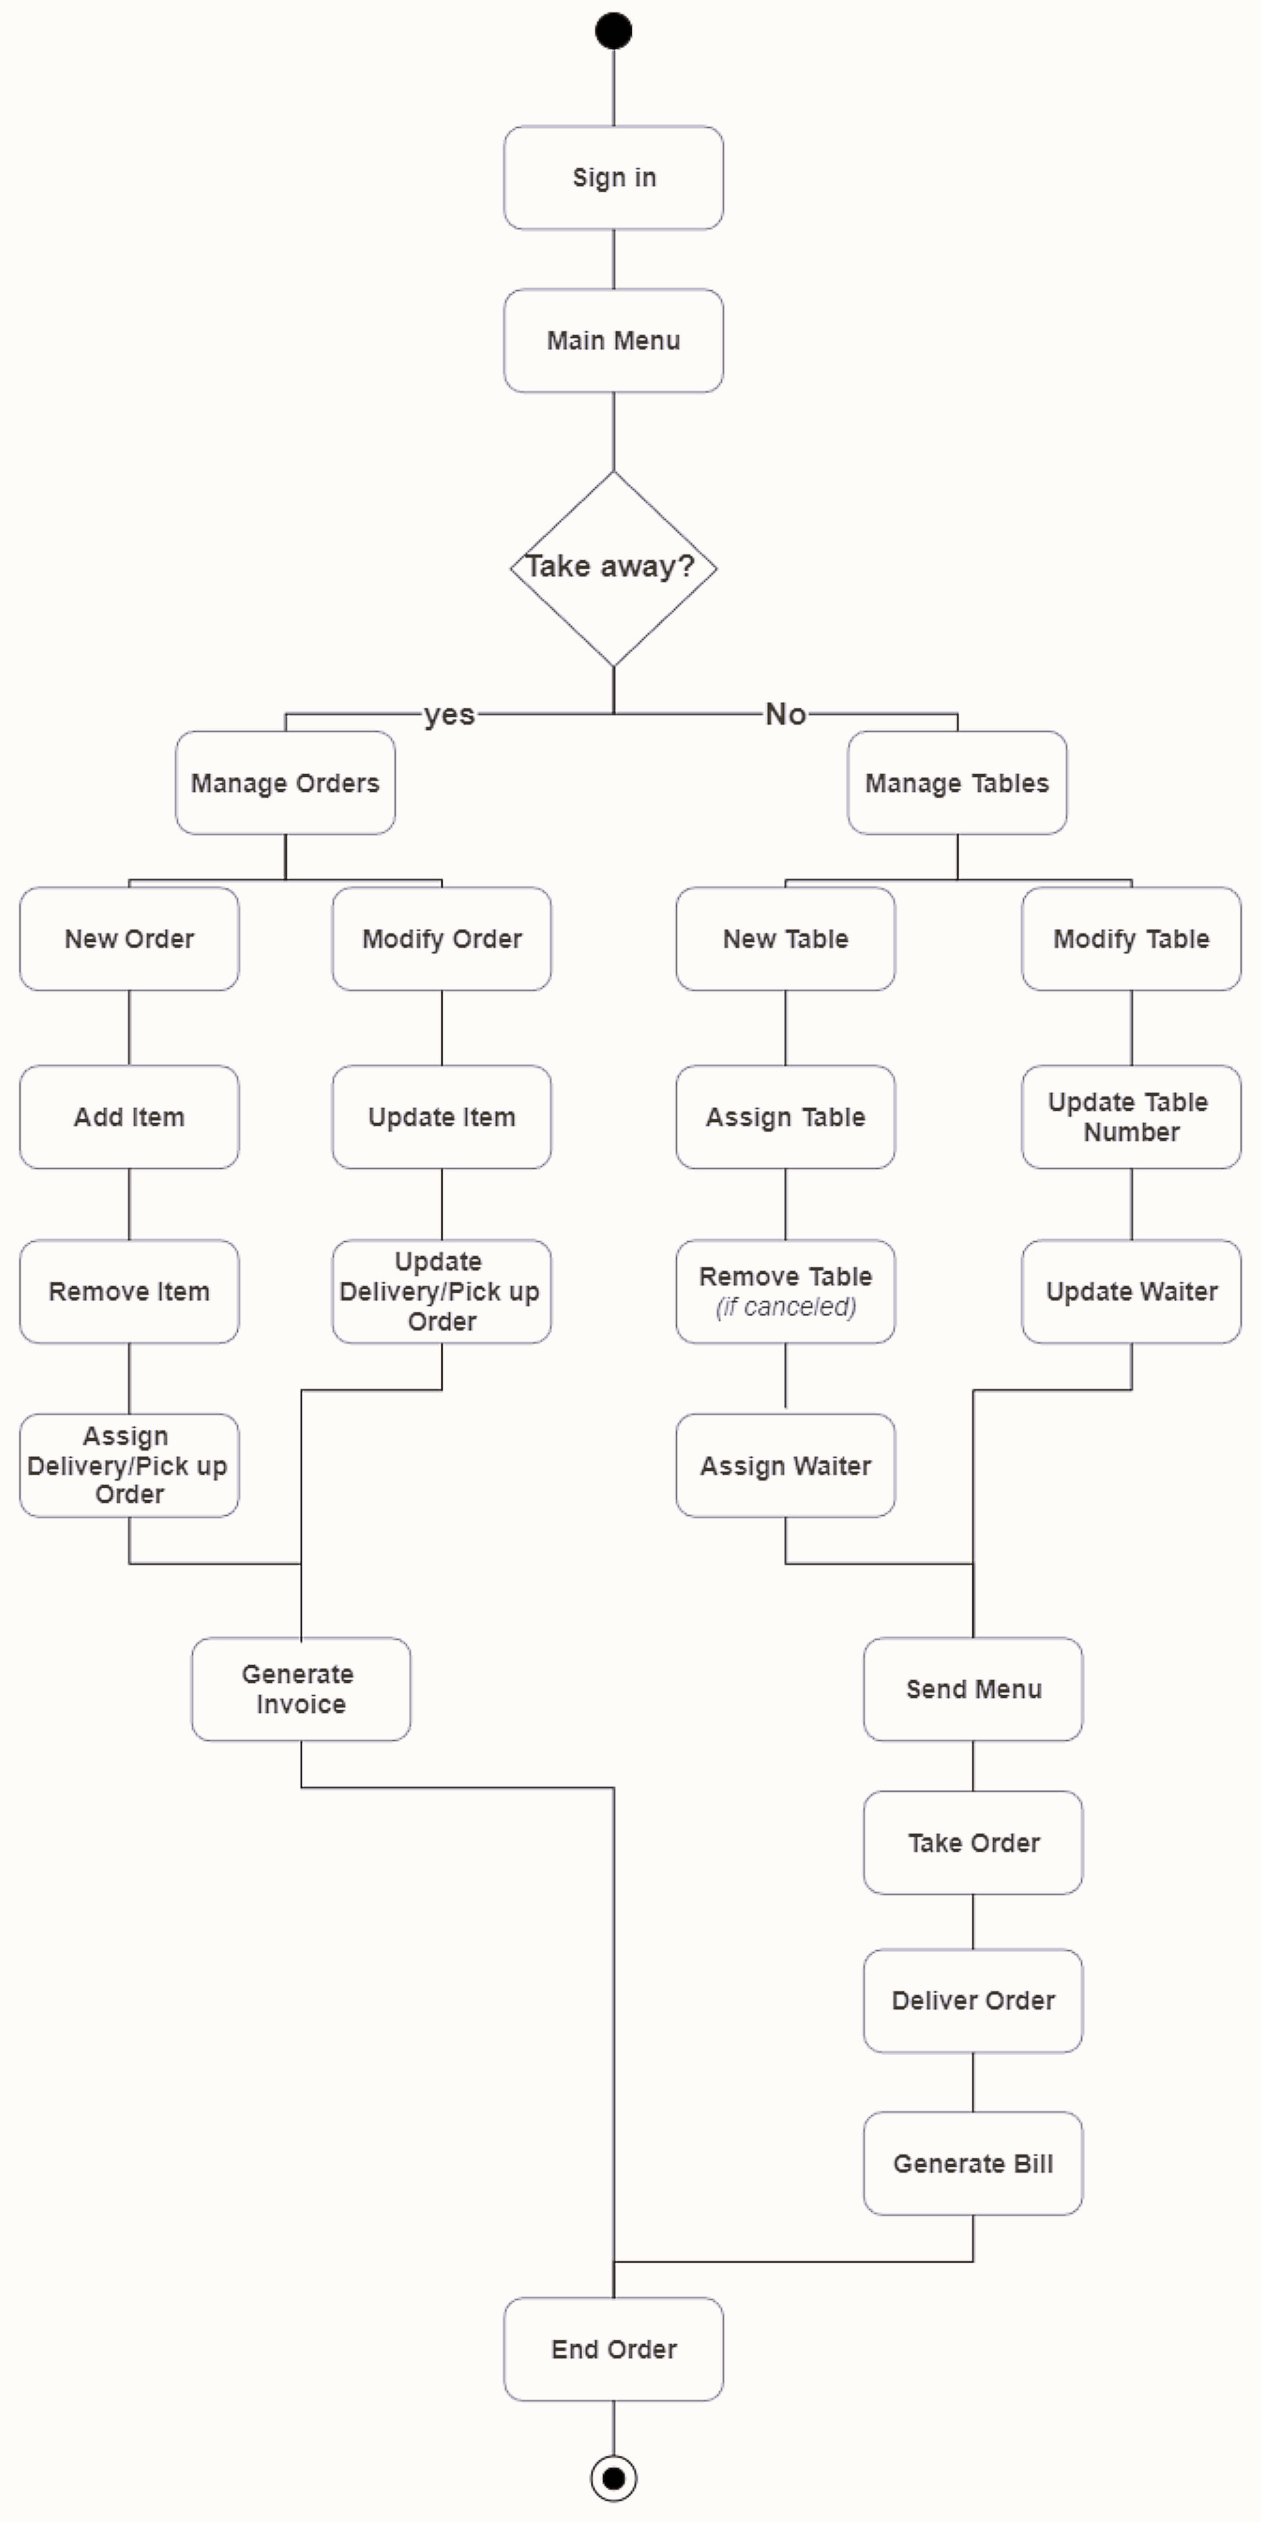 Sign in
Main Menu
Take away?
yes
No
Manage Orders
Manage Tables
New Order
Modify Order
New Table
Modify Table
Add Item
Update Item
Assign Table
Update Table
Number
Remove Item
Update
Delivery/Pick up
Order
Remove Table
(if canceled)
Update Waiter
Assign
Delivery/Pick up
Order
Assign Waiter
Generate
Invoice
Send Menu
Take Order
Deliver Order
Generate Bill
End Order